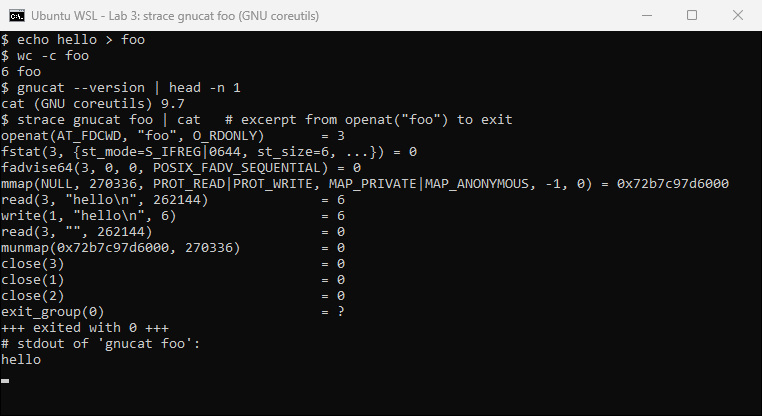 Ubuntu WSL - Lab 3: strace gnucat foo (GNU coreutils)
$ echo hello > foo
$ wc -c foo
6 foo
$ gnucat --version | head -n 1
cat (GNU coreutils) 9.7
$ strace gnucat foo | cat   # excerpt from openat("foo") to exit
openat(AT_FDCWD, "foo", O_RDONLY)       = 3
fstat(3, {st_mode=S_IFREG|0644, st_size=6, ...}) = 0
fadvise64(3, 0, 0, POSIX_FADV_SEQUENTIAL) = 0
mmap(NULL, 270336, PROT_READ|PROT_WRITE, MAP_PRIVATE|MAP_ANONYMOUS, -1, 0) = 0x72b7c97d6000
read(3, "hello\n", 262144)              = 6
write(1, "hello\n", 6)                  = 6
read(3, "", 262144)                     = 0
munmap(0x72b7c97d6000, 270336)          = 0
close(3)                                = 0
close(1)                                = 0
close(2)                                = 0
exit_group(0)                           = ?
+++ exited with 0 +++
# stdout of 'gnucat foo':
hello